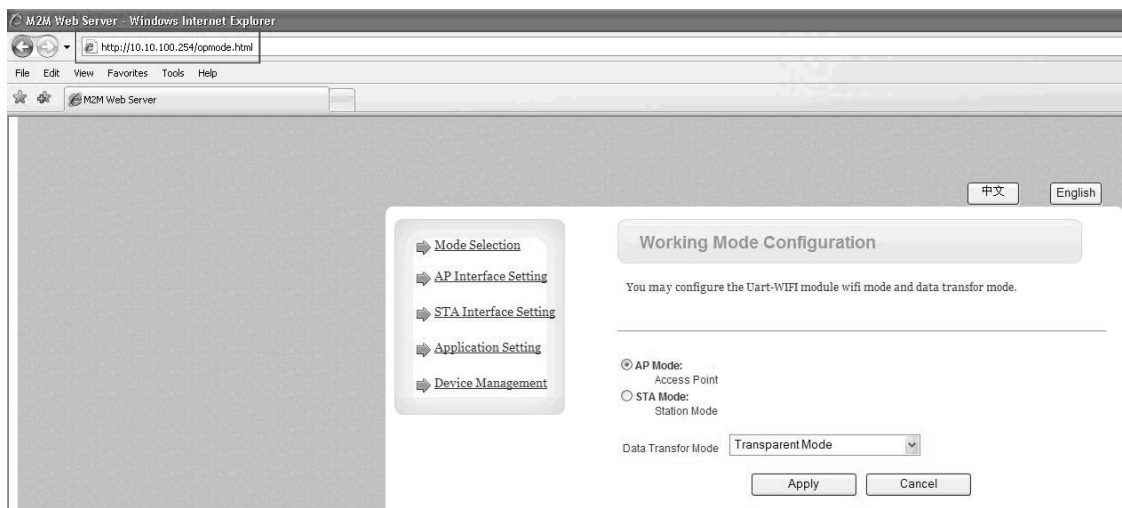 M2M Web Server - Windows Internet Explorer
http://10.10.100.254/opmode.html
File Edit View Favorites Tools Help
M2M Web Server
中文 English
Mode Selection
AP Interface Setting
STA Interface Setting
Application Setting
Device Management
Working Mode Configuration
You may configure the Uart-WIFI module wifi mode and data transfor mode.
AP Mode:
Access Point
STA Mode:
Station Mode
Data Transfor Mode Transparent Mode
Apply Cancel